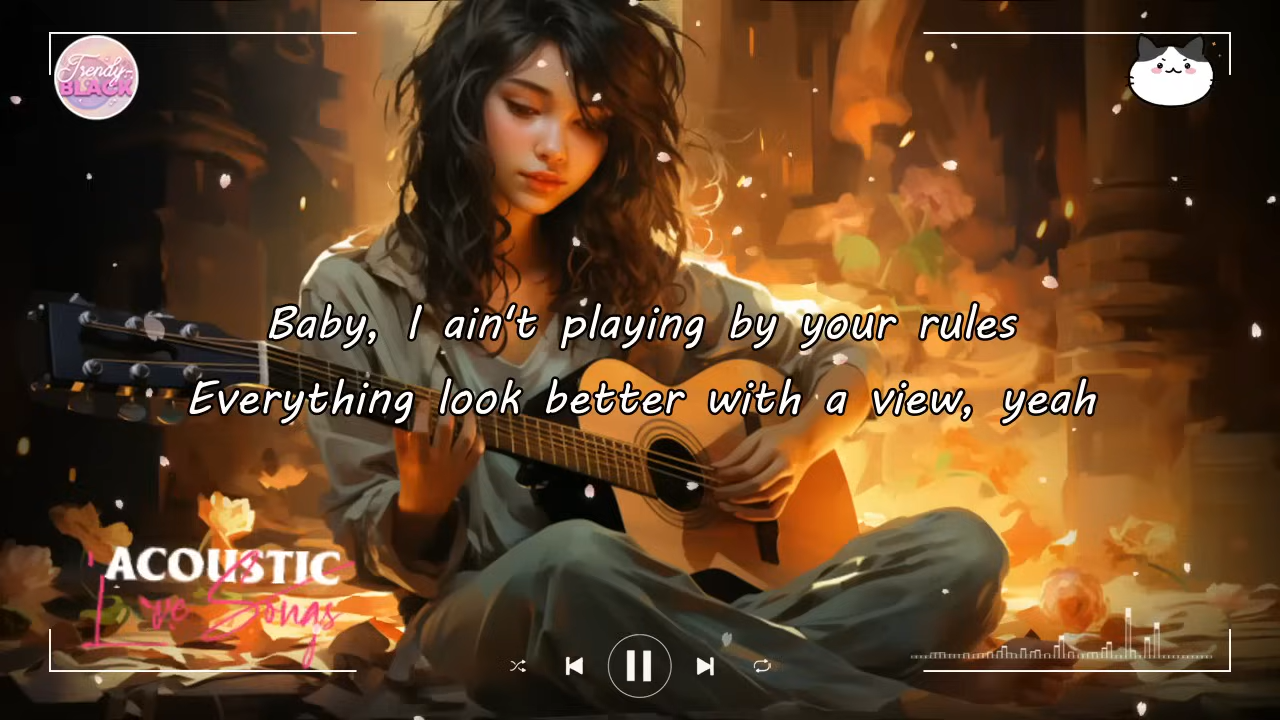 Trendy
BLACK
Baby, I ain't playing by your rules
Everything look better with a view, yeah
ACOUSTIC
Love Songs